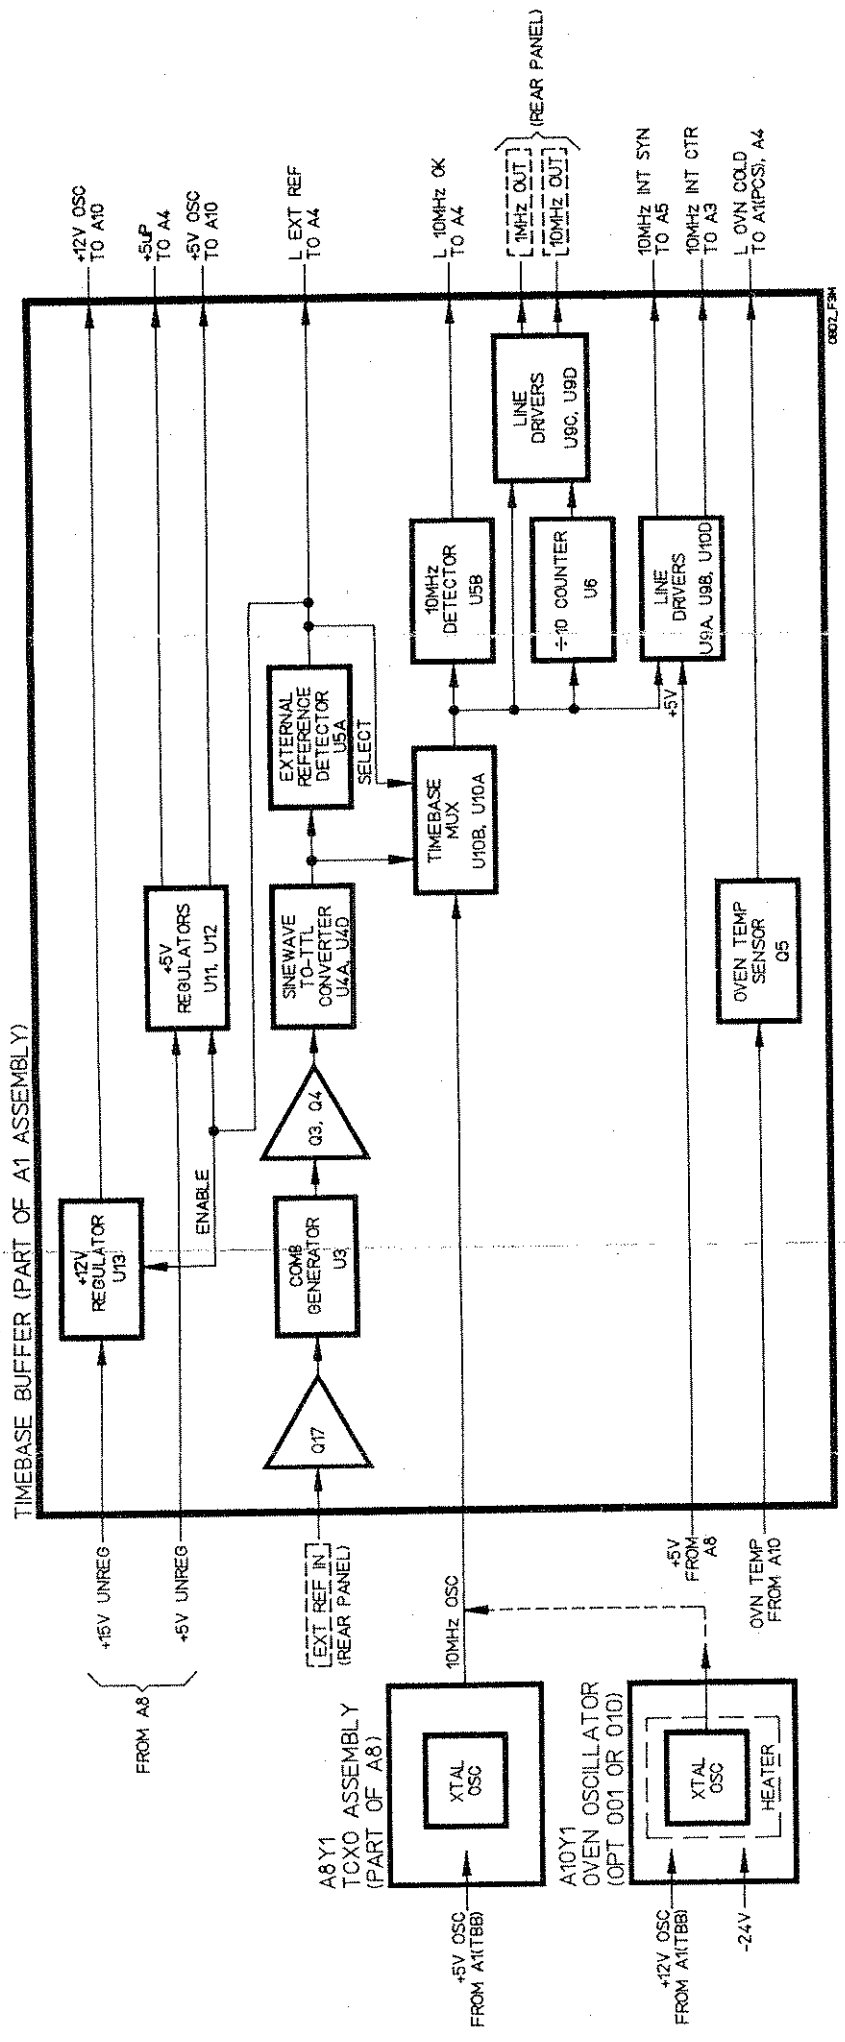 TIMEBASE BUFFER (PART OF A1 ASSEMBLY)
FROM A8
+15V UNREG
+5V UNREG
+12V
REGULATOR
U13
ENABLE
+5V
REGULATORS
U11, U12
+12V OSC
TO A10
+5uP
TO A4
+5V OSC
TO A10
EXT REF IN
(REAR PANEL)
Q17
COMB
GENERATOR
U3
Q3, Q4
SINEWAVE
TO-TTL
CONVERTER
U4A, U4D
EXTERNAL
REFERENCE
DETECTOR
U5A
SELECT
L EXT REF
TO A4
A8Y1
TCXO ASSEMBLY
(PART OF A8)
XTAL
OSC
+5V OSC
FROM A1(TBB)
10MHz OSC
TIMEBASE
MUX
U10B, U10A
10MHz
DETECTOR
U5B
L 10MHz OK
TO A4
÷10 COUNTER
U6
LINE
DRIVERS
U9C, U9D
1MHz OUT
10MHz OUT
(REAR PANEL)
+5V
LINE
DRIVERS
U9A, U9B, U10D
10MHz INT SYN
TO A5
10MHz INT CTR
TO A3
A10Y1
OVEN OSCILLATOR
(OPT 001 OR 010)
XTAL
OSC
HEATER
+12V OSC
FROM A1(TBB)
-24V
+5V
FROM
A8
OVN TEMP
FROM A10
OVEN TEMP
SENSOR
Q5
L OVN COLD
TO A1(PCS), A4